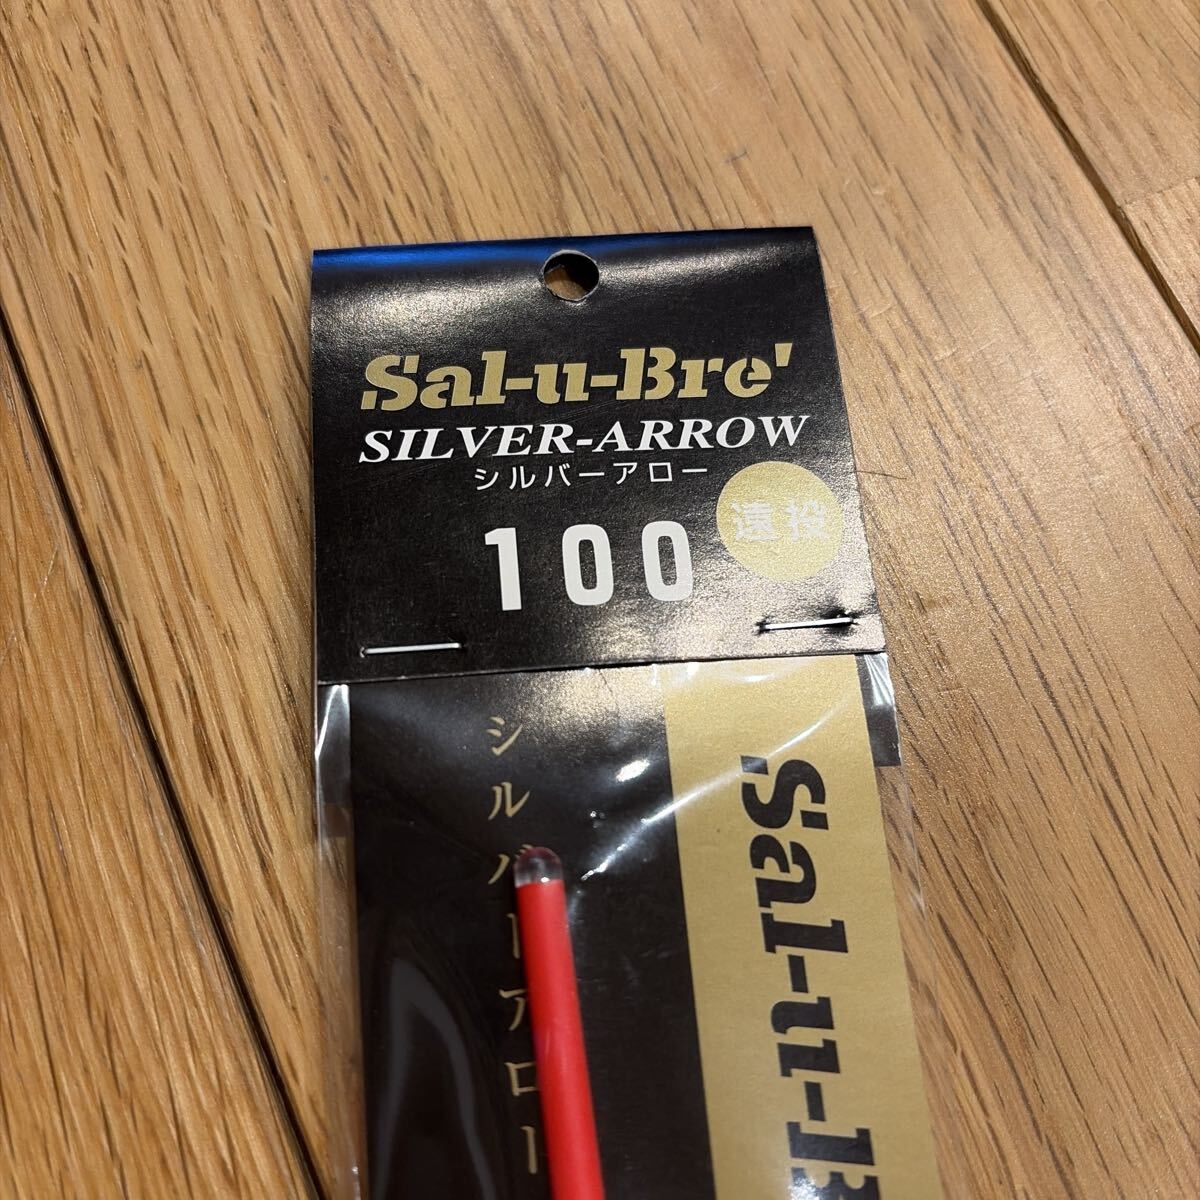 Sal-u-Bre'
SILVER-ARROW
シルバーアロー
100
遠投
シルバーアロー
Sal-u-B